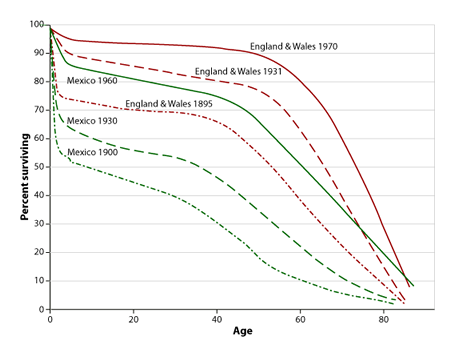 100
90
80
70
60
50
40
30
20
10
0
Percent surviving
England & Wales 1970
England & Wales 1931
Mexico 1960
England & Wales 1895
Mexico 1930
Mexico 1900
0 20 40 60 80
Age